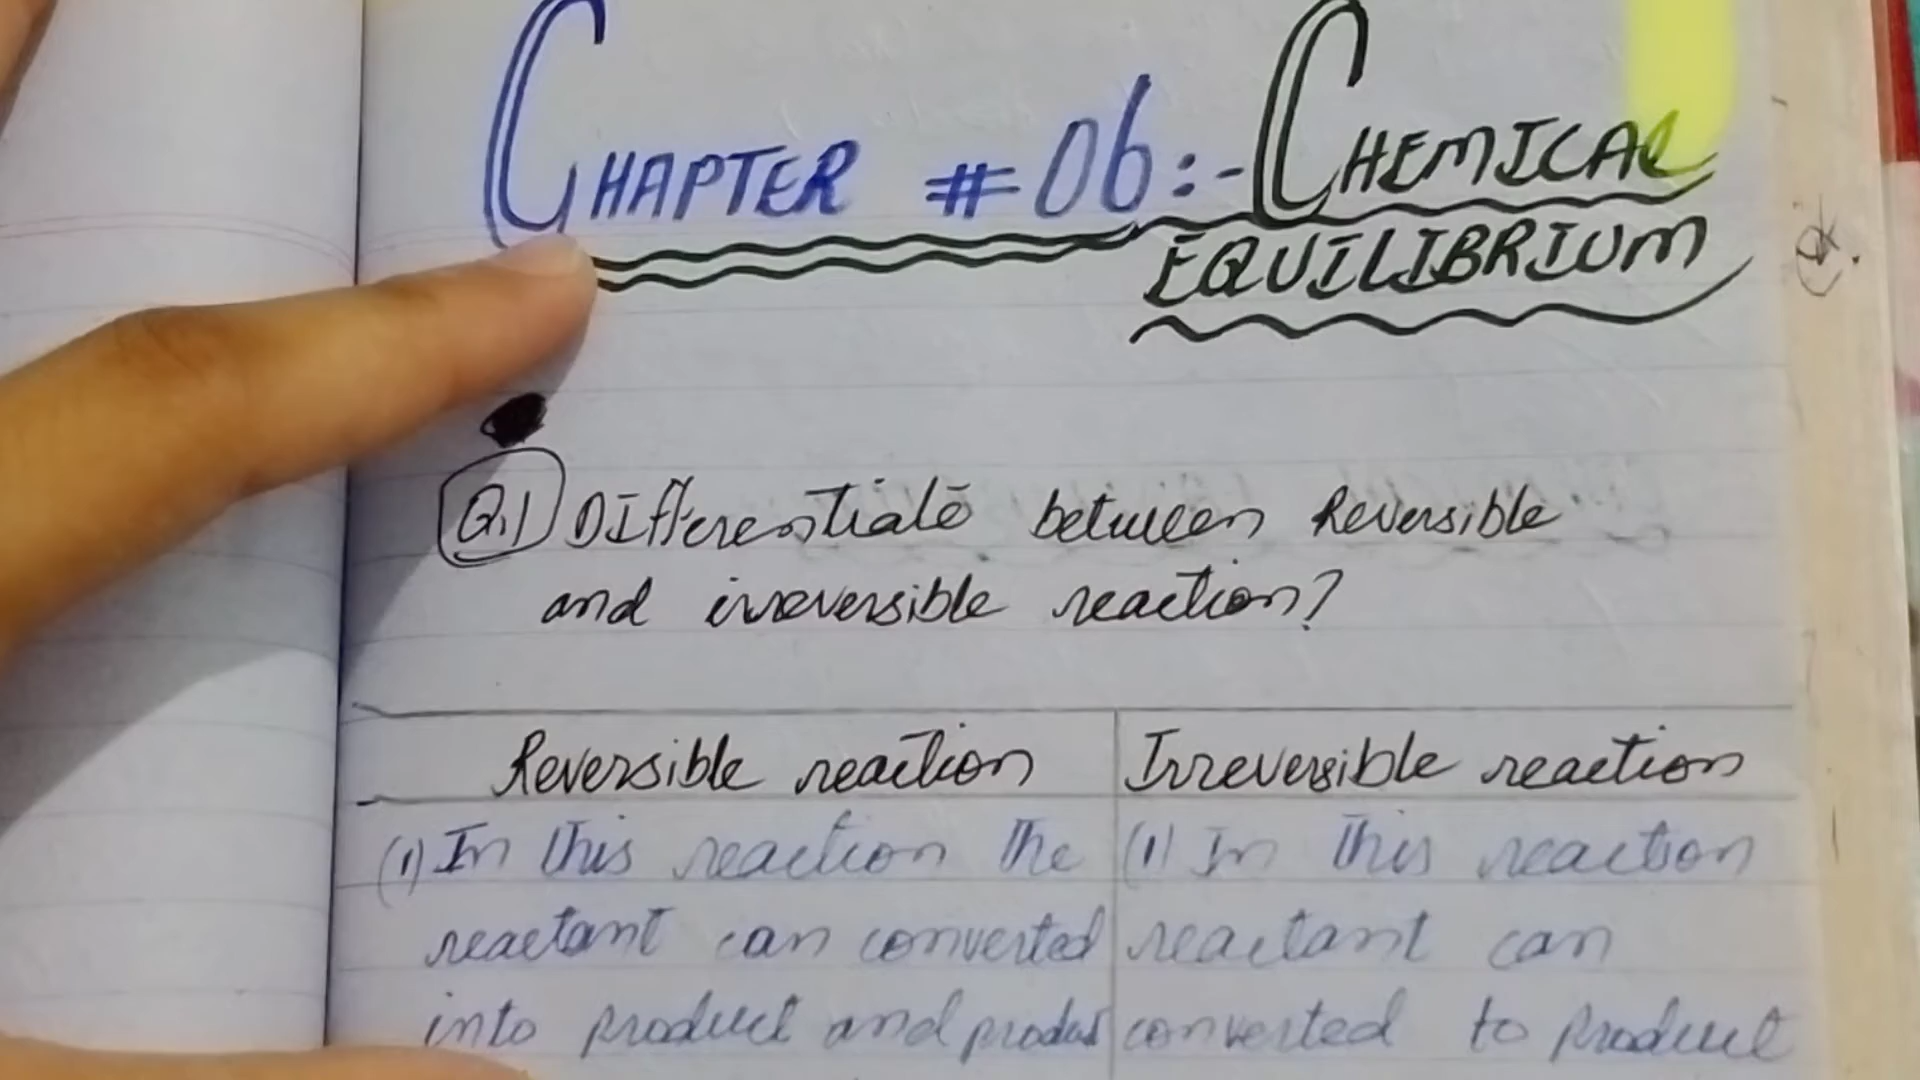 CHAPTER # 06:- CHEMICAL
EQUILIBRIUM
Q.1 Differentiate between Reversible
and irreversible reaction?
Reversible reaction
(1) In this reaction the
reactant can converted
into product and product
Irreversible reaction
(1) In this reaction
reactant can
converted to product